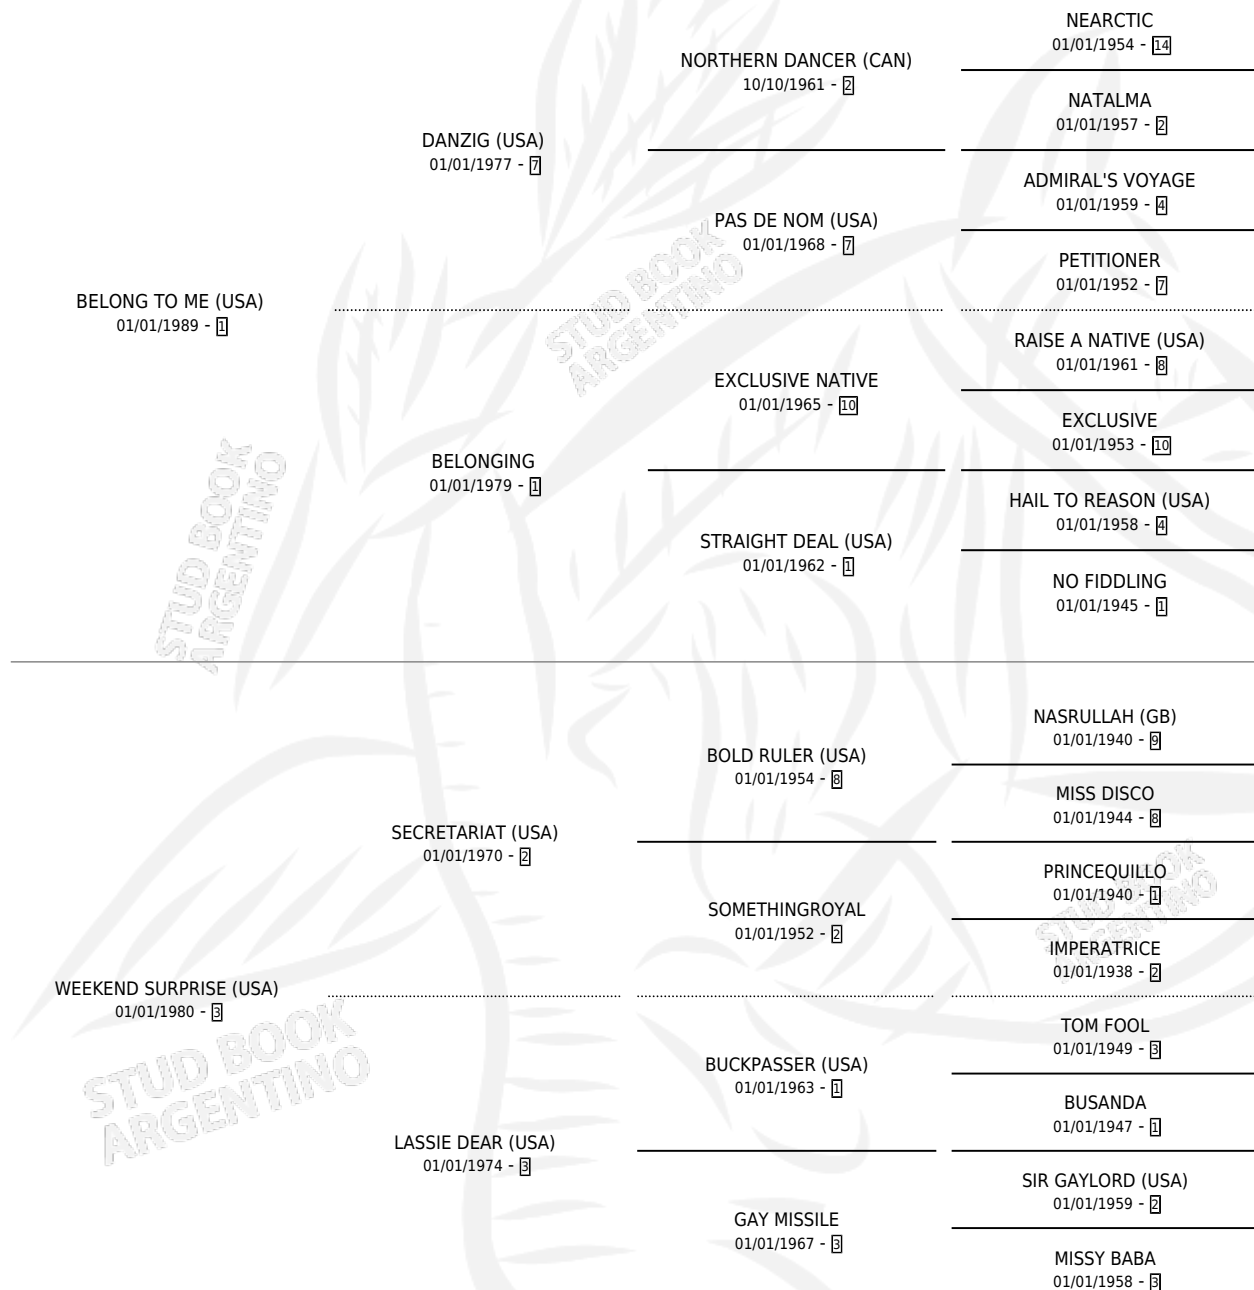 NEARCTIC
01/01/1954 - 14
NORTHERN DANCER (CAN)
10/10/1961 - 2
NATALMA
01/01/1957 - 2
DANZIG (USA)
01/01/1977 - 7
ADMIRAL'S VOYAGE
01/01/1959 - 4
PAS DE NOM (USA)
01/01/1968 - 7
PETITIONER
01/01/1952 - 7
STUD BOOK
ARGENTINO
BELONG TO ME (USA)
01/01/1989 - 1
RAISE A NATIVE (USA)
01/01/1961 - 8
EXCLUSIVE NATIVE
01/01/1965 - 10
EXCLUSIVE
01/01/1953 - 10
BELONGING
01/01/1979 - 1
HAIL TO REASON (USA)
01/01/1958 - 4
STRAIGHT DEAL (USA)
01/01/1962 - 1
NO FIDDLING
01/01/1945 - 1
STUD BOOK
ARGENTINO
NASRULLAH (GB)
01/01/1940 - 9
BOLD RULER (USA)
01/01/1954 - 8
MISS DISCO
01/01/1944 - 8
SECRETARIAT (USA)
01/01/1970 - 2
PRINCEQUILLO
01/01/1940 - 1
SOMETHINGROYAL
01/01/1952 - 2
IMPERATRICE
01/01/1938 - 2
STUD BOOK
ARGENTINO
WEEKEND SURPRISE (USA)
01/01/1980 - 3
TOM FOOL
01/01/1949 - 3
BUCKPASSER (USA)
01/01/1963 - 1
BUSANDA
01/01/1947 - 1
STUD BOOK
ARGENTINO
LASSIE DEAR (USA)
01/01/1974 - 3
SIR GAYLORD (USA)
01/01/1959 - 2
GAY MISSILE
01/01/1967 - 3
MISSY BABA
01/01/1958 - 3